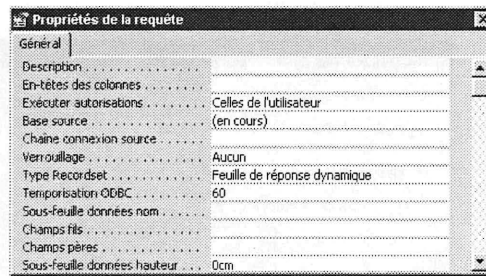 Propriétés de la requête
Général
Description
En-têtes des colonnes
Exécuter autorisations Celles de l'utilisateur
Base source (en cours)
Chaîne connexion source
Verrouillage Aucun
Type Recordset Feuille de réponse dynamique
Temporisation ODBC 60
Sous-feuille données nom
Champs fils
Champs pères
Sous-feuille données hauteur 0cm